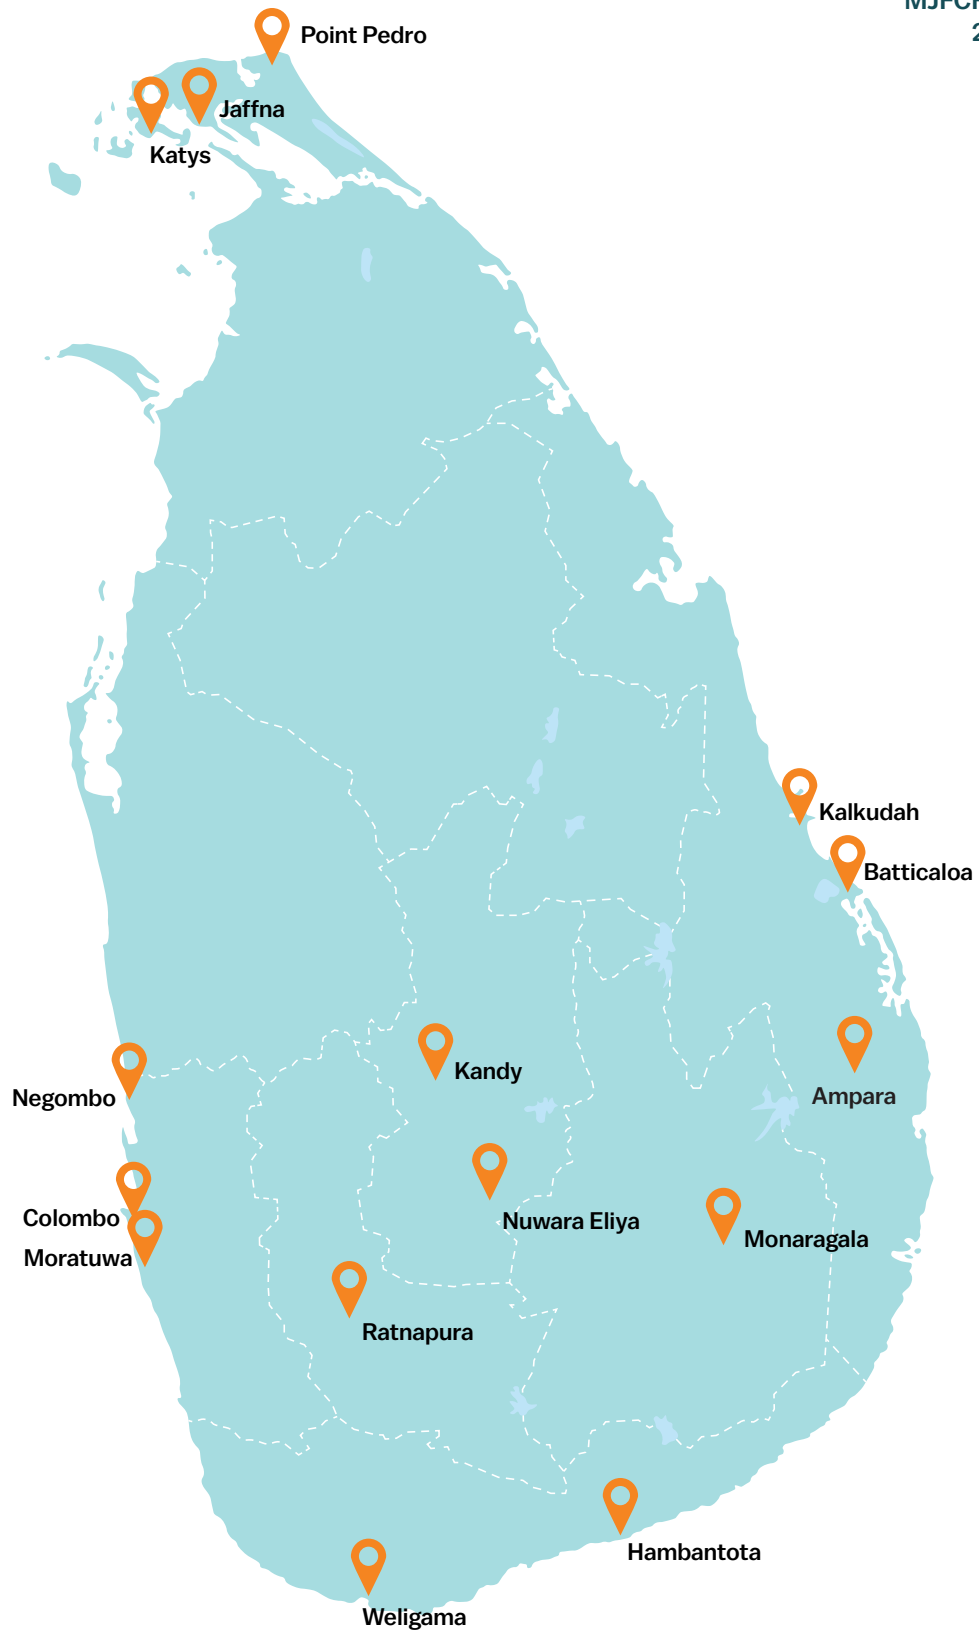 Point Pedro
Jaffna
Katys
Kalkudah
Batticaloa
Kandy
Negombo
Ampara
Nuwara Eliya
Colombo
Monaragala
Moratuwa
Ratnapura
Hambantota
Weligama